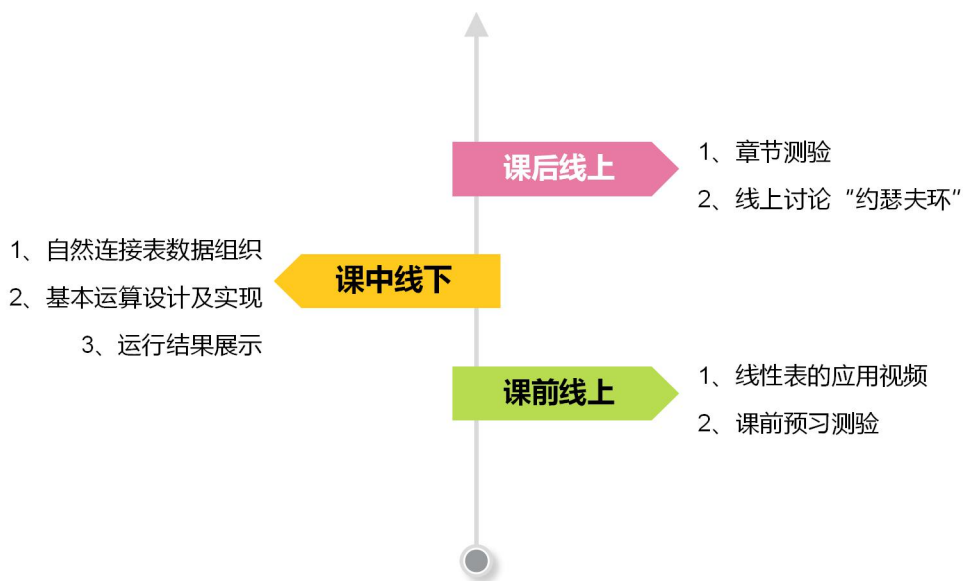 课后线上
1、章节测验
2、线上讨论“约瑟夫环”
课中线下
1、自然连接表数据组织
2、基本运算设计及实现
3、运行结果展示
课前线上
1、线性表的应用视频
2、课前预习测验